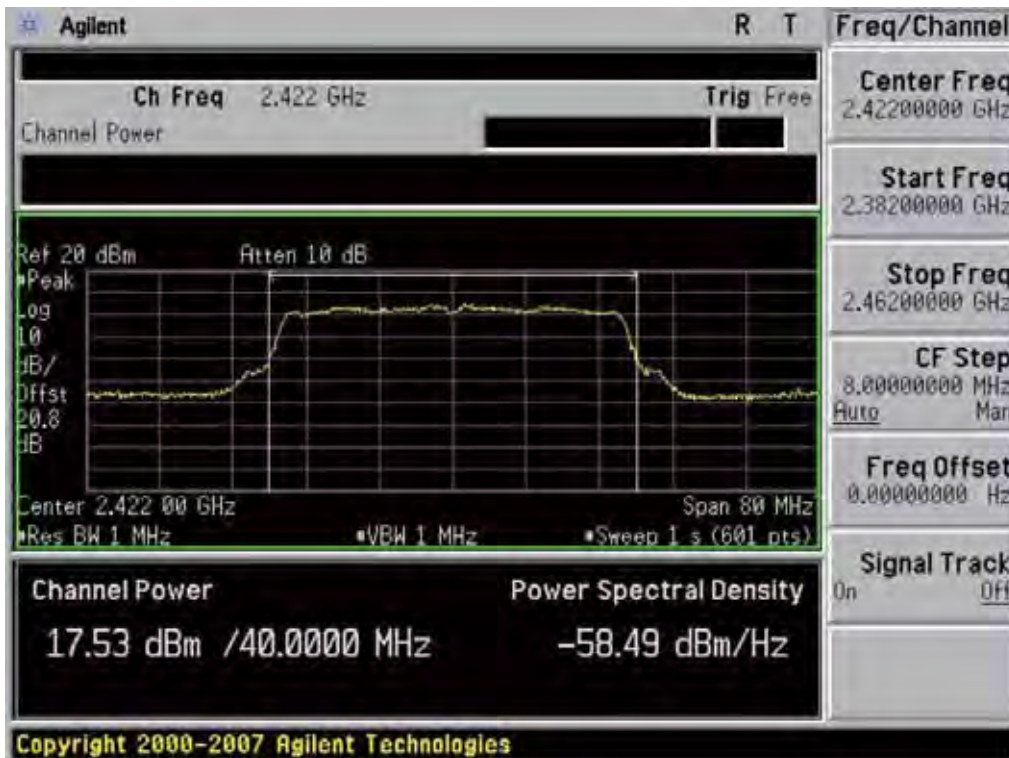 Agilent R T Freq/Channel
Ch Freq 2.422 GHz Trig Free
Channel Power
Center Freq
2.42200000 GHz
Start Freq
2.38200000 GHz
Stop Freq
2.46200000 GHz
CF Step
8.00000000 MHz
Auto Man
Freq Offset
0.00000000 Hz
Signal Track
On Off
Ref 20 dBm Atten 10 dB
Peak
Log
10
dB/
Offst
20.8
dB
Center 2.422 00 GHz Span 80 MHz
Res BW 1 MHz VBW 1 MHz Sweep 1 s (601 pts)
Channel Power Power Spectral Density
17.53 dBm /40.0000 MHz -58.49 dBm/Hz
Copyright 2000-2007 Agilent Technologies